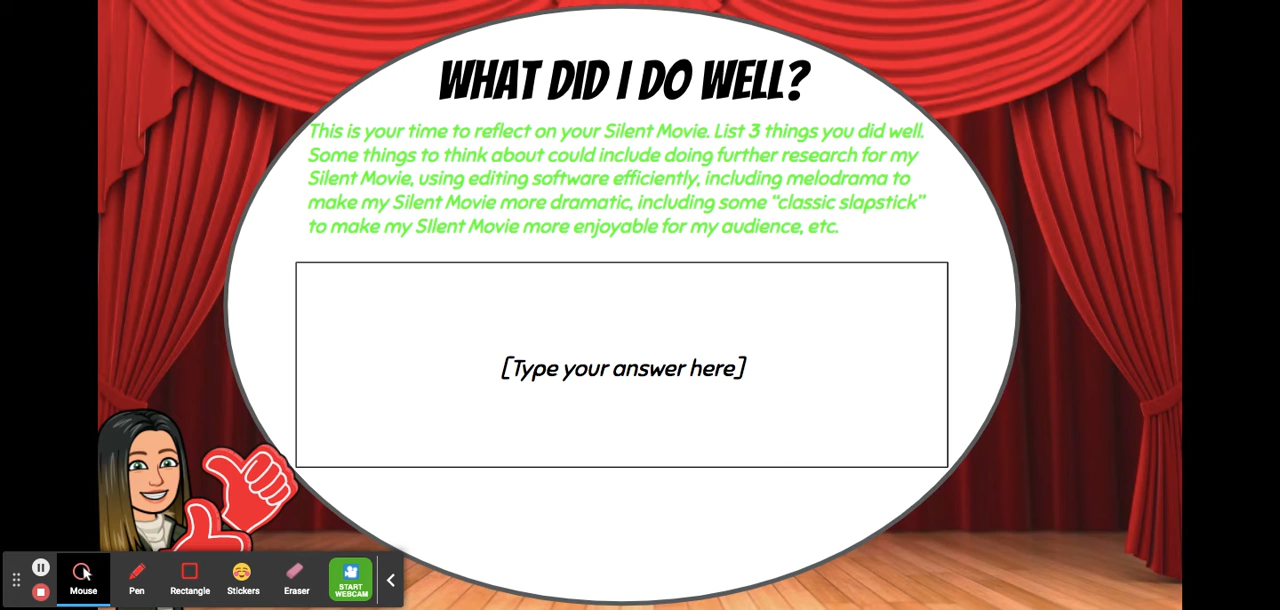 WHAT DID I DO WELL?
This is your time to reflect on your Silent Movie. List 3 things you did well.
Some things to think about could include doing further research for my
Silent Movie, using editing software efficiently, including melodrama to
make my Silent Movie more dramatic, including some “classic slapstick”
to make my SIlent Movie more enjoyable for my audience, etc.
[Type your answer here]
Mouse
Pen
Rectangle
Stickers
Eraser
START
WEBCAM